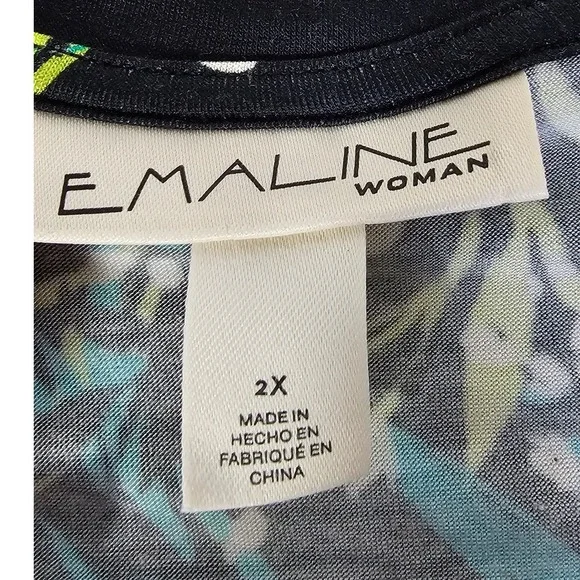 EMALINE
WOMAN
2X
MADE IN
HECHO EN
FABRIQUÉ EN
CHINA